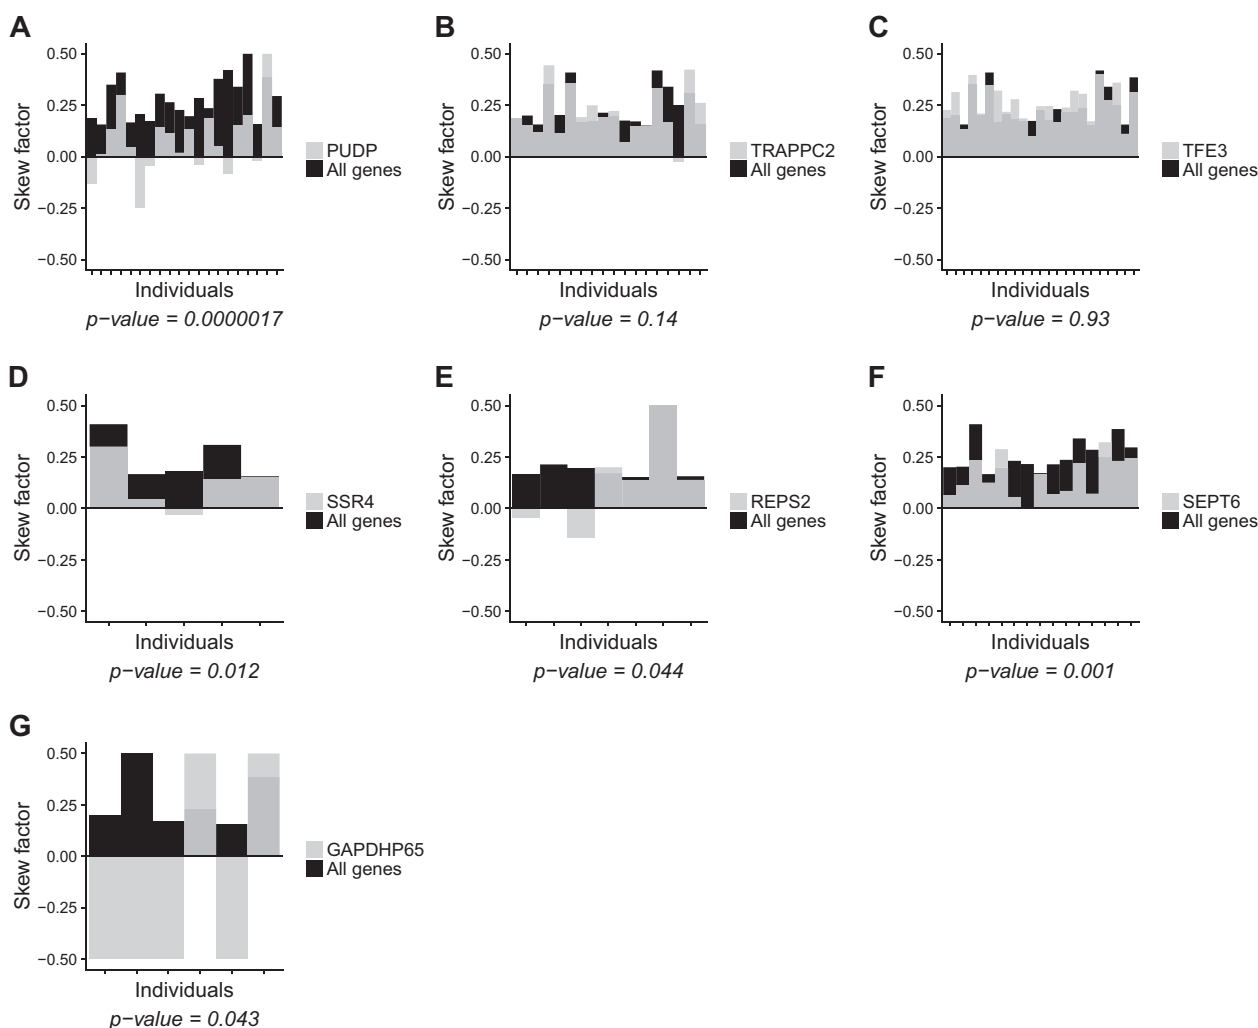 A
0.50
0.25
0.00
−0.25
−0.50
Skew factor
PUDP
All genes
Individuals
p−value = 0.0000017
B
0.50
0.25
0.00
−0.25
−0.50
Skew factor
TRAPPC2
All genes
Individuals
p−value = 0.14
C
0.50
0.25
0.00
−0.25
−0.50
Skew factor
TFE3
All genes
Individuals
p−value = 0.93
D
0.50
0.25
0.00
−0.25
−0.50
Skew factor
SSR4
All genes
Individuals
p−value = 0.012
E
0.50
0.25
0.00
−0.25
−0.50
Skew factor
REPS2
All genes
Individuals
p−value = 0.044
F
0.50
0.25
0.00
−0.25
−0.50
Skew factor
SEPT6
All genes
Individuals
p−value = 0.001
G
0.50
0.25
0.00
−0.25
−0.50
Skew factor
GAPDHP65
All genes
Individuals
p−value = 0.043